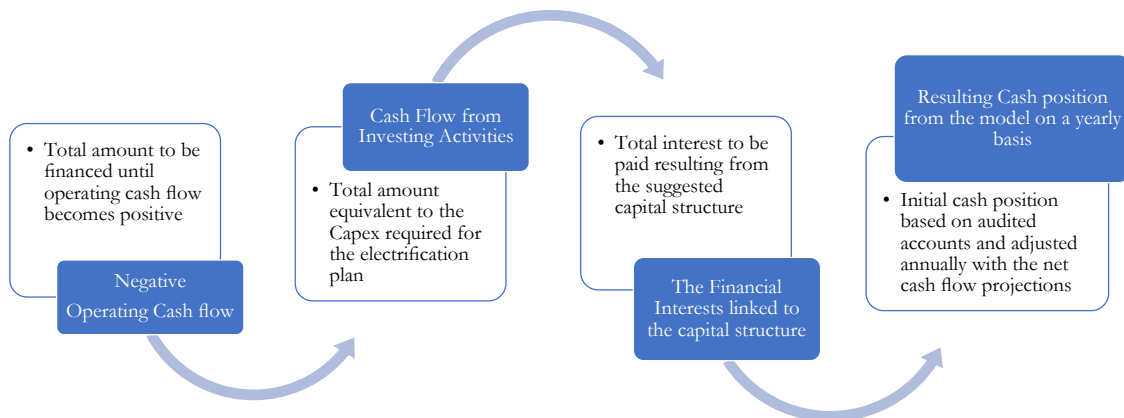 • Total amount to be
financed until
operating cash flow
becomes positive
Negative
Operating Cash flow
Cash Flow from
Investing Activities
• Total amount
equivalent to the
Capex required for
the electrification
plan
• Total interest to be
paid resulting from
the suggested
capital structure
The Financial
Interests linked to
the capital structure
Resulting Cash position
from the model on a yearly
basis
• Initial cash position
based on audited
accounts and adjusted
annually with the net
cash flow projections